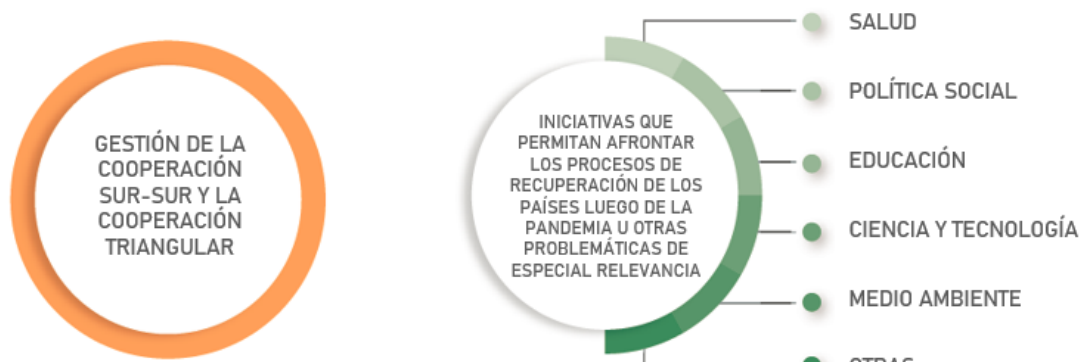 GESTIÓN DE LA
COOPERACIÓN
SUR-SUR Y LA
COOPERACIÓN
TRIANGULAR
INICIATIVAS QUE
PERMITAN AFRONTAR
LOS PROCESOS DE
RECUPERACIÓN DE LOS
PAÍSES LUEGO DE LA
PANDEMIA U OTRAS
PROBLEMÁTICAS DE
ESPECIAL RELEVANCIA
SALUD
POLÍTICA SOCIAL
EDUCACIÓN
CIENCIA Y TECNOLOGÍA
MEDIO AMBIENTE
OTRAS